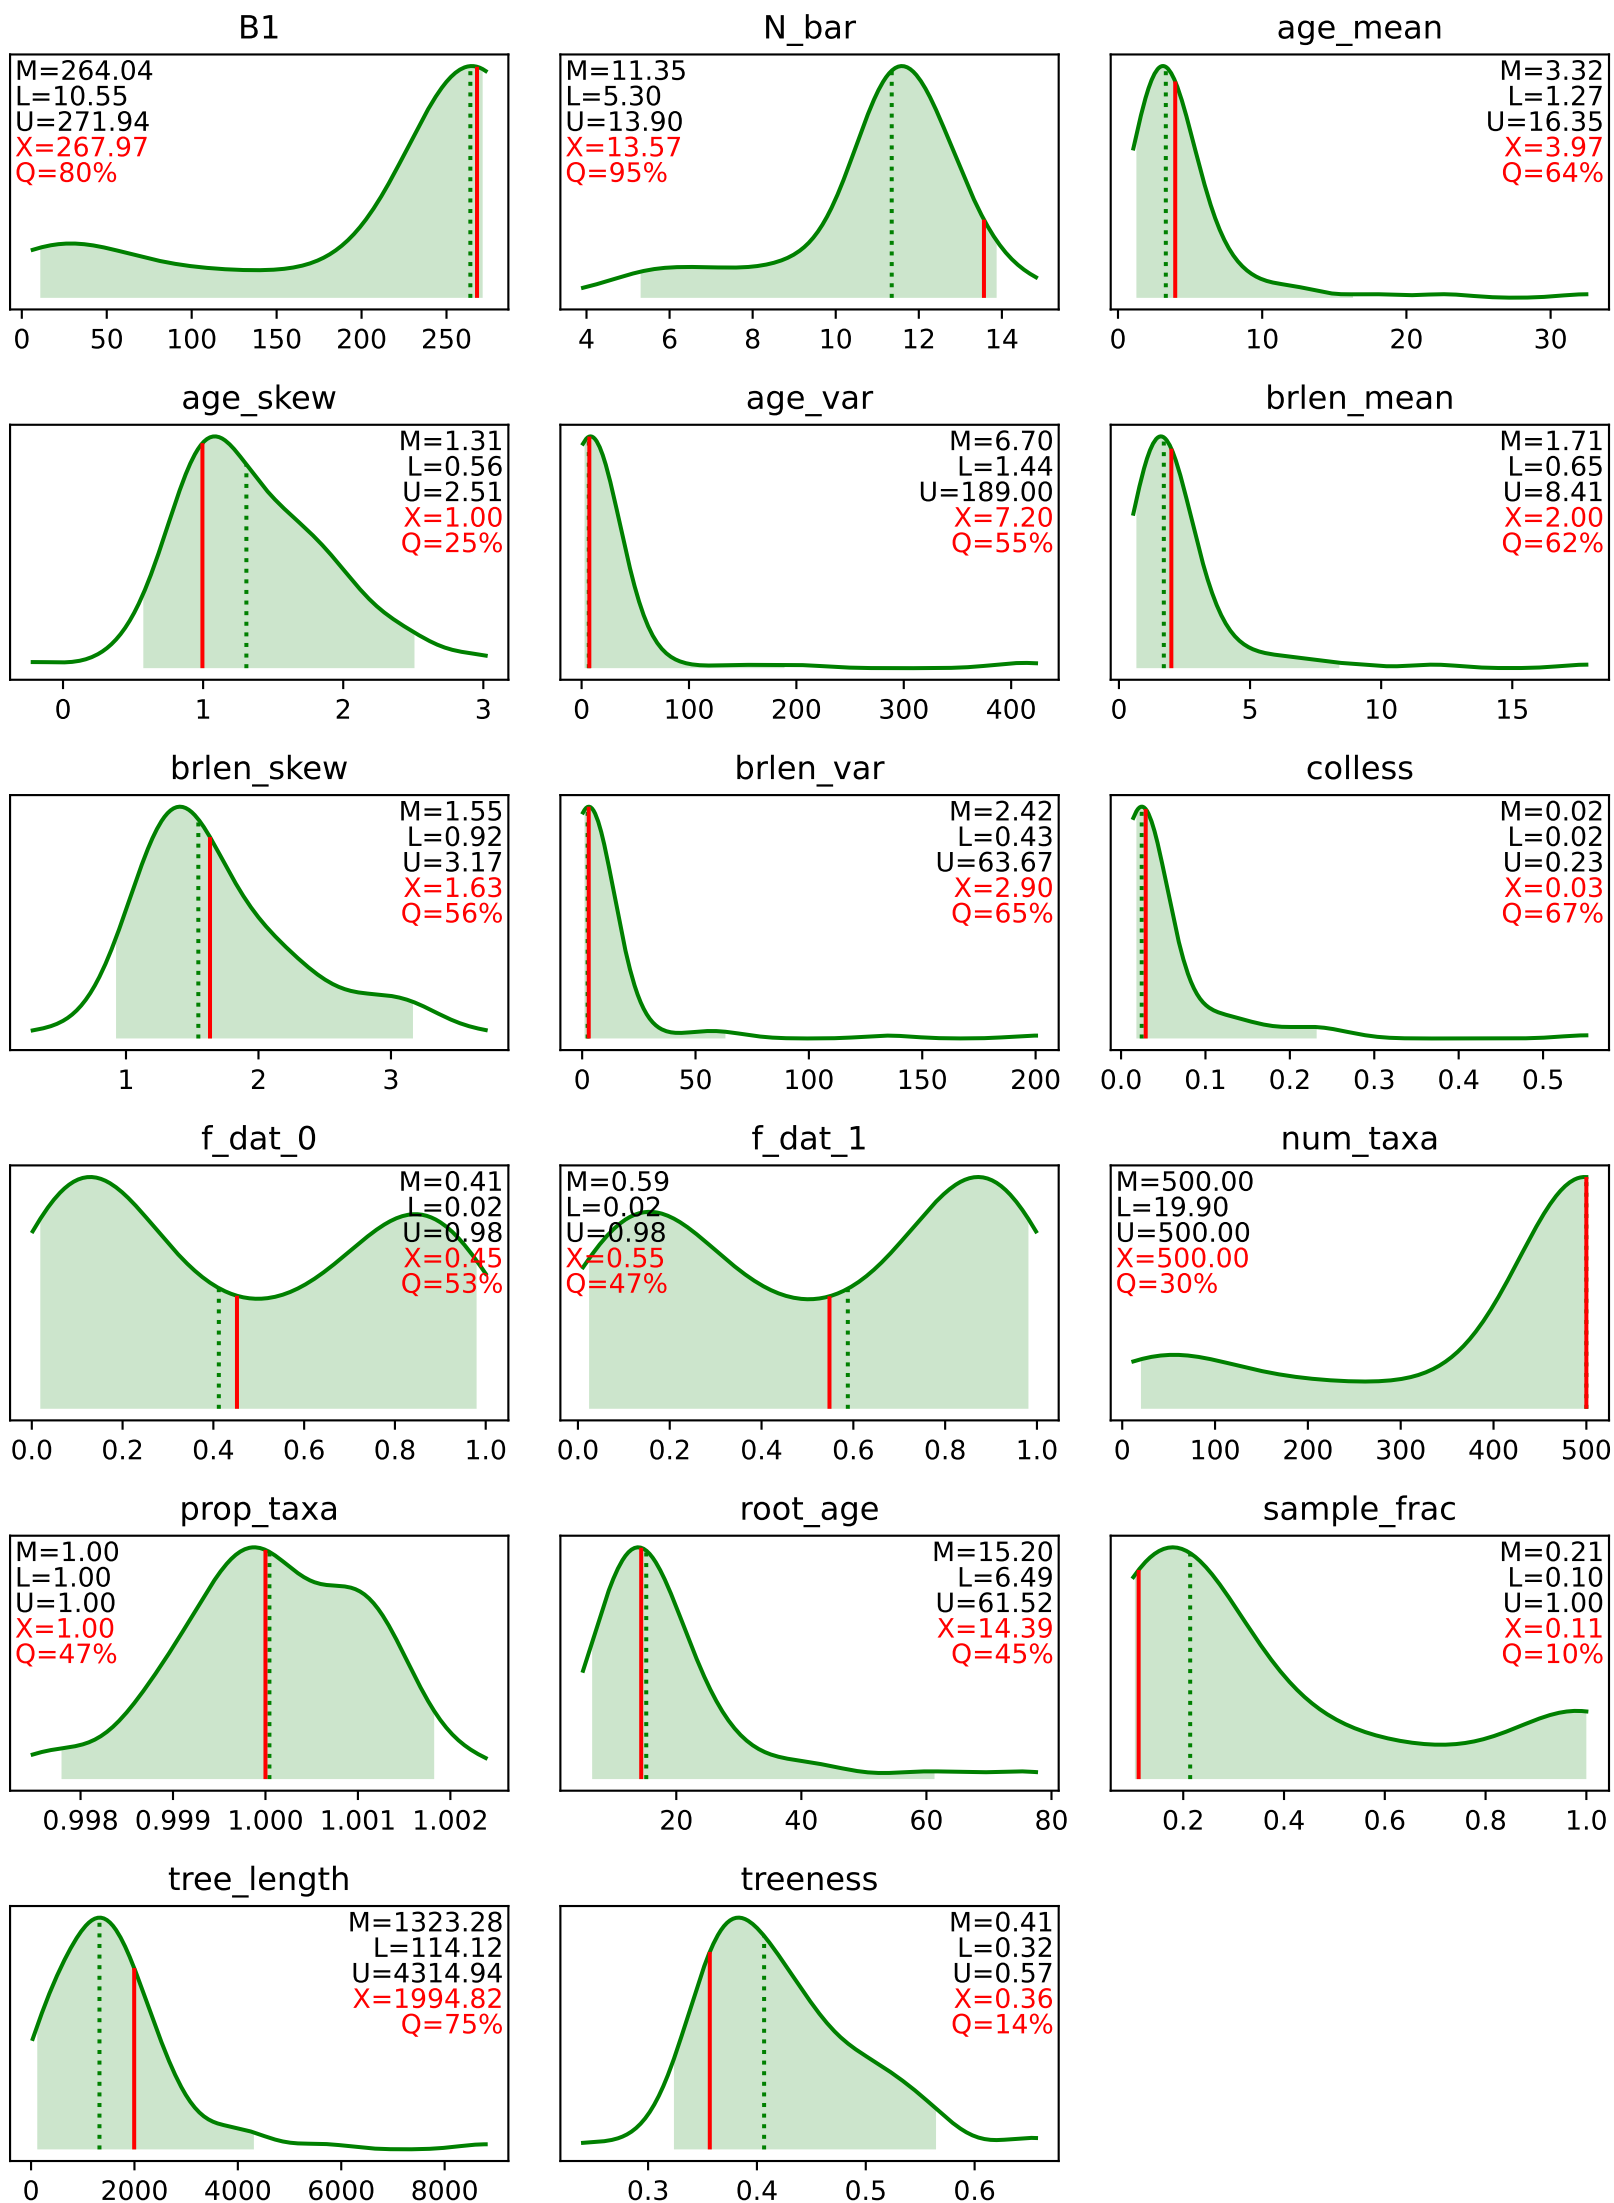 B1
M=264.04
L=10.55
U=271.94
X=267.97
Q=80%
0 50 100 150 200 250
N_bar
M=11.35
L=5.30
U=13.90
X=13.57
Q=95%
4 6 8 10 12 14
age_mean
M=3.32
L=1.27
U=16.35
X=3.97
Q=64%
0 10 20 30
age_skew
M=1.31
L=0.56
U=2.51
X=1.00
Q=25%
0 1 2 3
age_var
M=6.70
L=1.44
U=189.00
X=7.20
Q=55%
0 100 200 300 400
brlen_mean
M=1.71
L=0.65
U=8.41
X=2.00
Q=62%
0 5 10 15
brlen_skew
M=1.55
L=0.92
U=3.17
X=1.63
Q=56%
1 2 3
brlen_var
M=2.42
L=0.43
U=63.67
X=2.90
Q=65%
0 50 100 150 200
colless
M=0.02
L=0.02
U=0.23
X=0.03
Q=67%
0.0 0.1 0.2 0.3 0.4 0.5
f_dat_0
M=0.41
L=0.02
U=0.98
X=0.45
Q=53%
0.0 0.2 0.4 0.6 0.8 1.0
f_dat_1
M=0.59
L=0.02
U=0.98
X=0.55
Q=47%
0.0 0.2 0.4 0.6 0.8 1.0
num_taxa
M=500.00
L=19.90
U=500.00
X=500.00
Q=30%
0 100 200 300 400 500
prop_taxa
M=1.00
L=1.00
U=1.00
X=1.00
Q=47%
0.998 0.999 1.000 1.001 1.002
root_age
M=15.20
L=6.49
U=61.52
X=14.39
Q=45%
20 40 60 80
sample_frac
M=0.21
L=0.10
U=1.00
X=0.11
Q=10%
0.2 0.4 0.6 0.8 1.0
tree_length
M=1323.28
L=114.12
U=4314.94
X=1994.82
Q=75%
0 2000 4000 6000 8000
treeness
M=0.41
L=0.32
U=0.57
X=0.36
Q=14%
0.3 0.4 0.5 0.6